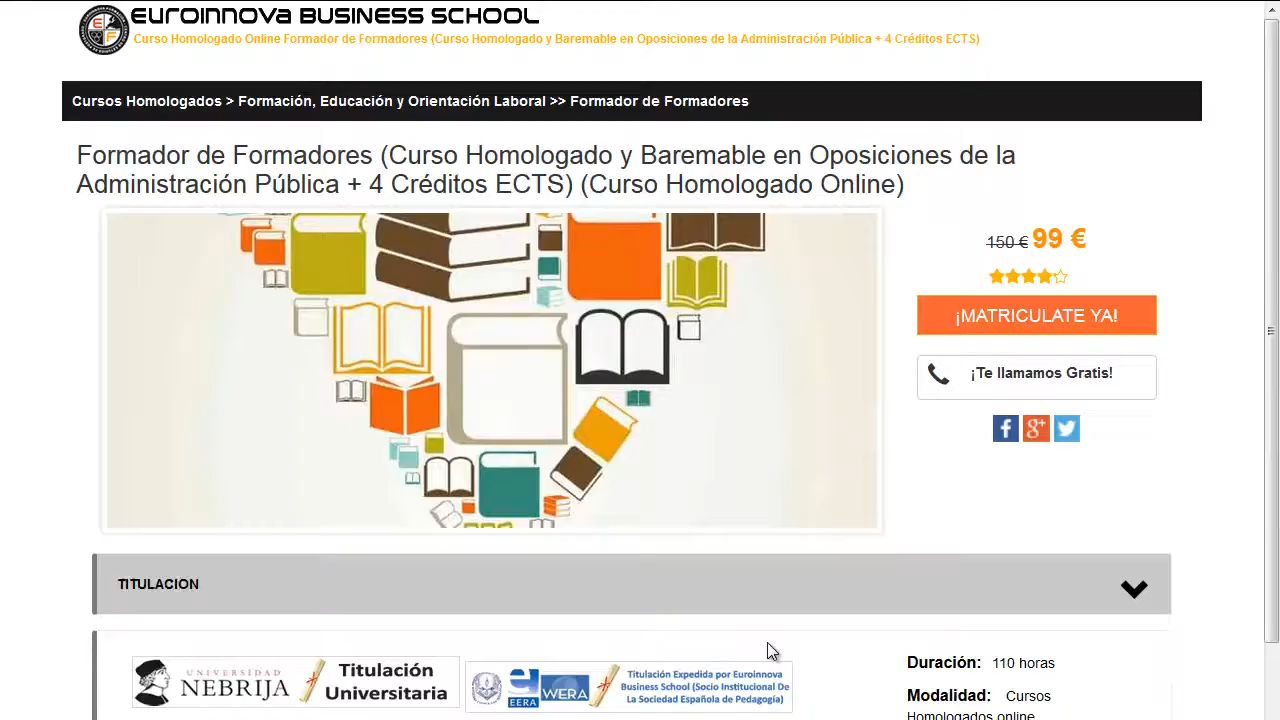 EUROINNOVA BUSINESS SCHOOL
Curso Homologado Online Formador de Formadores (Curso Homologado y Baremable en Oposiciones de la Administración Pública + 4 Créditos ECTS)
Cursos Homologados > Formación, Educación y Orientación Laboral >> Formador de Formadores
Formador de Formadores (Curso Homologado y Baremable en Oposiciones de la
Administración Pública + 4 Créditos ECTS) (Curso Homologado Online)
150 € 99 €
¡MATRICULATE YA!
¡Te llamamos Gratis!
TITULACION
UNIVERSIDAD
NEBRIJA
Titulación
Universitaria
EERA
WERA
Titulación Expedida por Euroinnova
Business School (Socio Institucional De
La Sociedad Española de Pedagogía)
Duración: 110 horas
Modalidad: Cursos
Homologados online